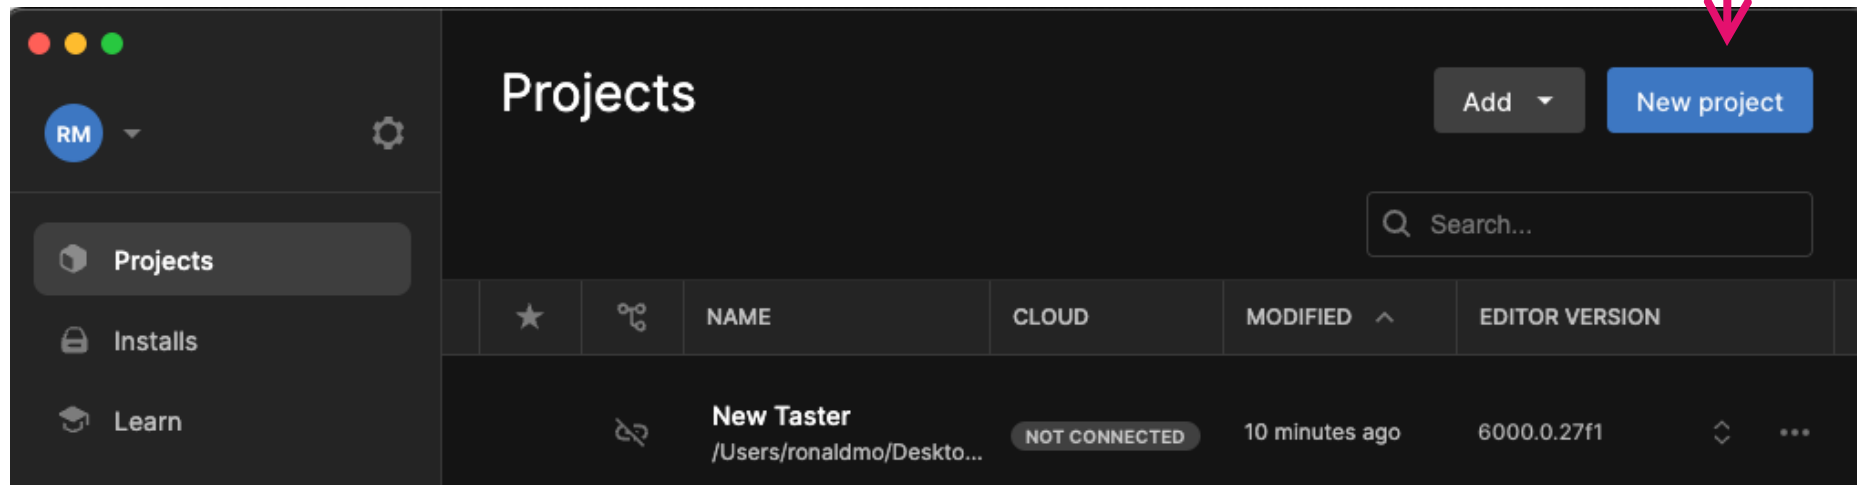 Projects
Add
New project
RM
Search...
Projects
Installs
Learn
NAME CLOUD MODIFIED EDITOR VERSION
New Taster
/Users/ronaldmo/Deskto...
NOT CONNECTED
10 minutes ago
6000.0.27f1